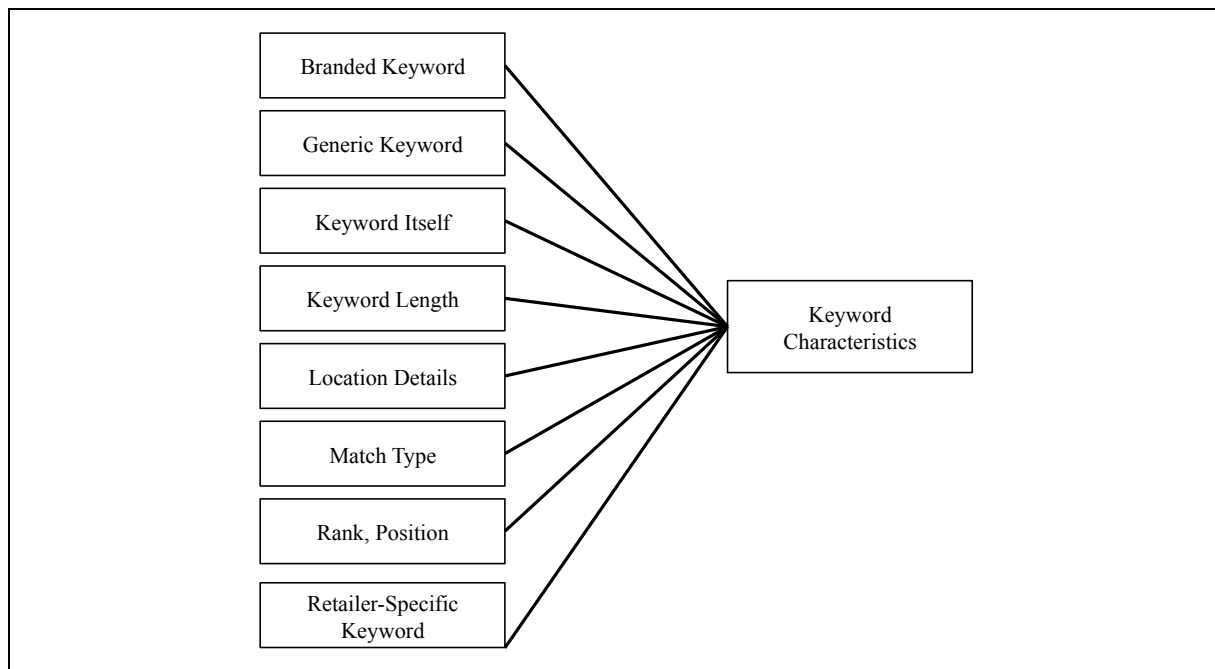 Branded Keyword
Generic Keyword
Keyword Itself
Keyword Length
Location Details
Match Type
Rank, Position
Retailer-Specific
Keyword
Keyword
Characteristics